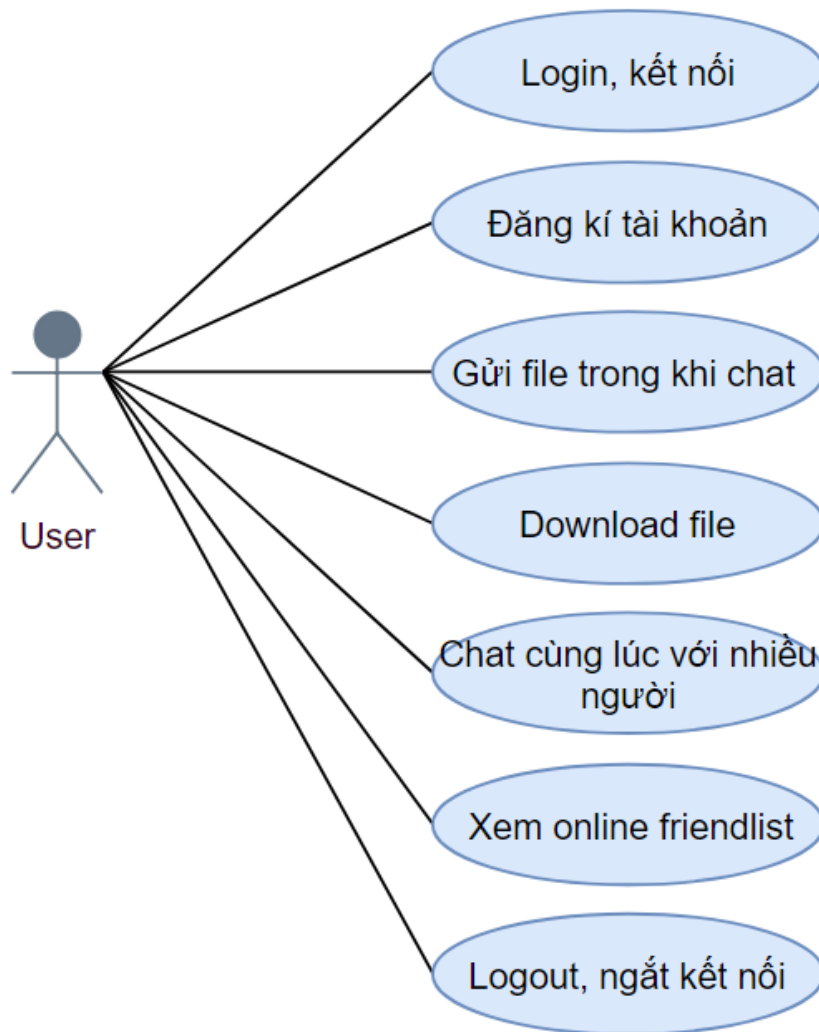 Login, kết nối
Đăng kí tài khoản
Gửi file trong khi chat
Download file
User
Chat cùng lúc với nhiều
người
Xem online friendlist
Logout, ngắt kết nối